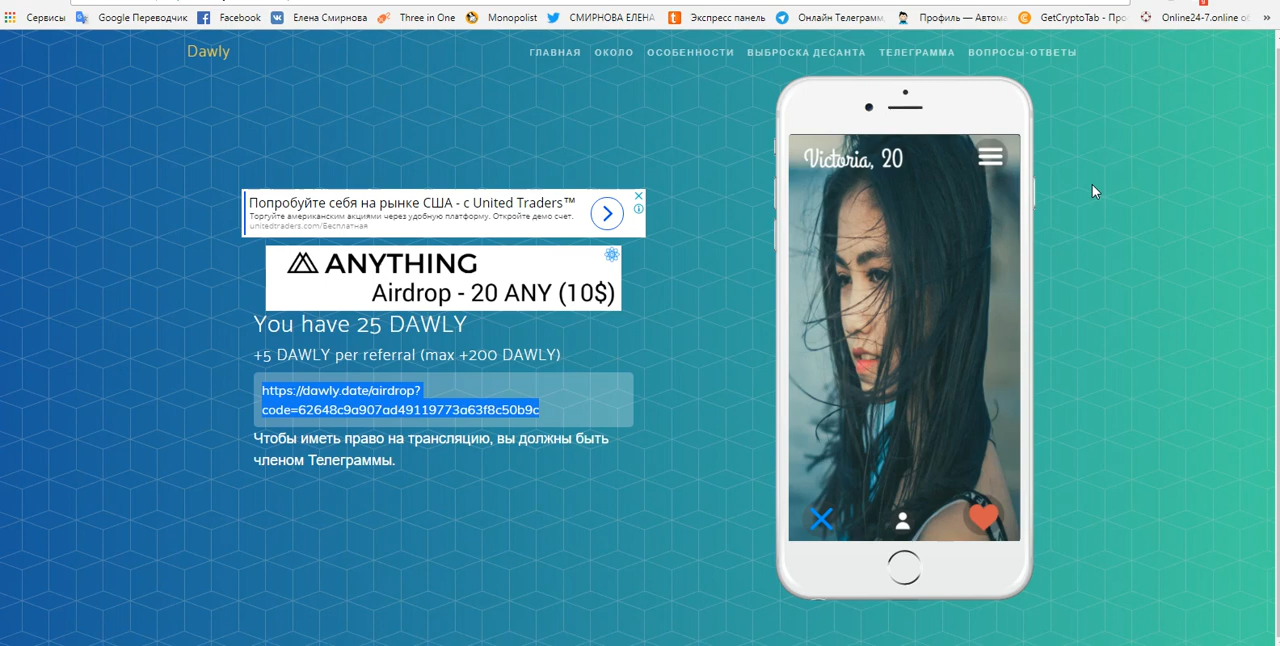 Сервисы Google Переводчик Facebook Елена Смирнова Three in One Monopolist СМИРНОВА ЕЛЕНА Экспресс панель Онлайн Телеграмм, Профиль — Автома GetCryptoTab - Про Online24-7.online »
Dawly
ГЛАВНАЯ ОКОЛО ОСОБЕННОСТИ ВЫБРОСКА ДЕСАНТА ТЕЛЕГРАММА ВОПРОСЫ-ОТВЕТЫ
Victoria, 20
Попробуйте себя на рынке США - с United Traders™
Торгуйте американским акциями через удобную платформу. Откройте демо счет.
unitedtraders.com/Бесплатная
ANYTHING
Airdrop - 20 ANY (10$)
You have 25 DAWLY
+5 DAWLY per referral (max +200 DAWLY)
https://dawly.date/airdrop?
code=62648c9a907ad49119773a63f8c50b9c
Чтобы иметь право на трансляцию, вы должны быть
членом Телеграммы.